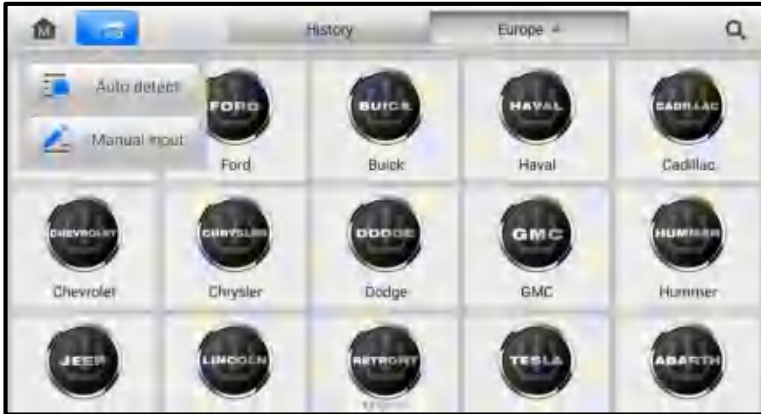 History Europe
Auto detect
Manual input
FORD BUICK HAVAL CADILLAC
Ford Buick Haval Cadillac
CHEVROLET CHRYSLER DODGE GMC HUMMER
Chevrolet Chrysler Dodge GMC Hummer
JEEP LINCOLN RETROFIT TESLA ABARTH